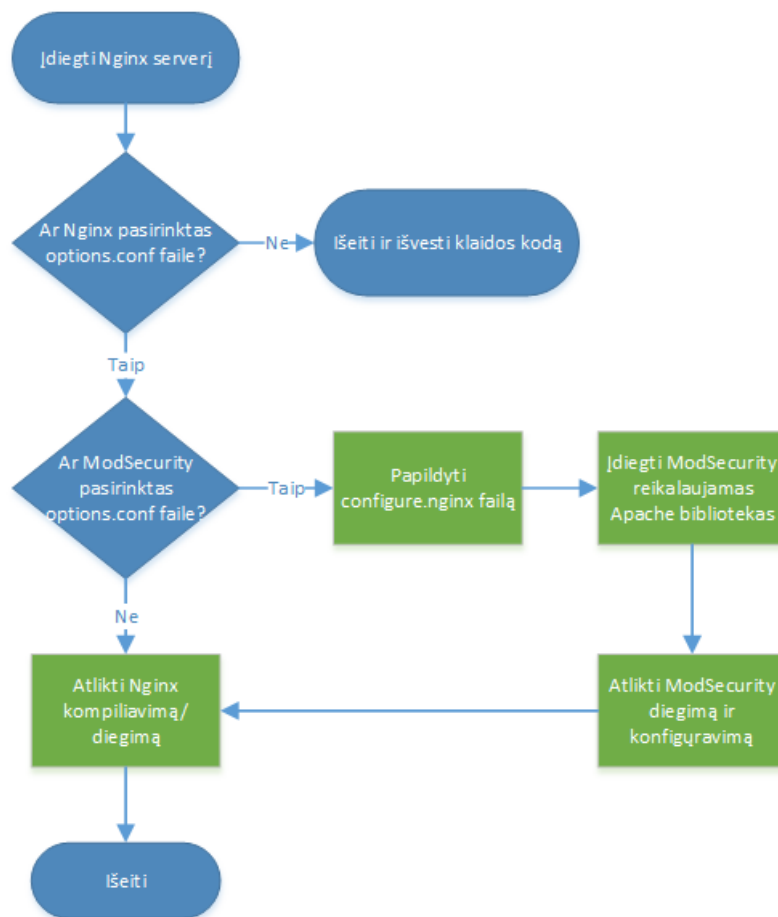 Įdiegti Nginx serverį
Ar Nginx pasirinktas
options.conf faile?
Ne
Išeiti ir išvesti klaidos kodą
Taip
Ar ModSecurity
pasirinktas
options.conf faile?
Taip
Papildyti
configure.nginx failą
Įdiegti ModSecurity
reikalaujamas
Apache bibliotekas
Ne
Atlikti Nginx
kompiliavimą/
diegimą
Atlikti ModSecurity
diegimą ir
konfigųravimą
Išeiti